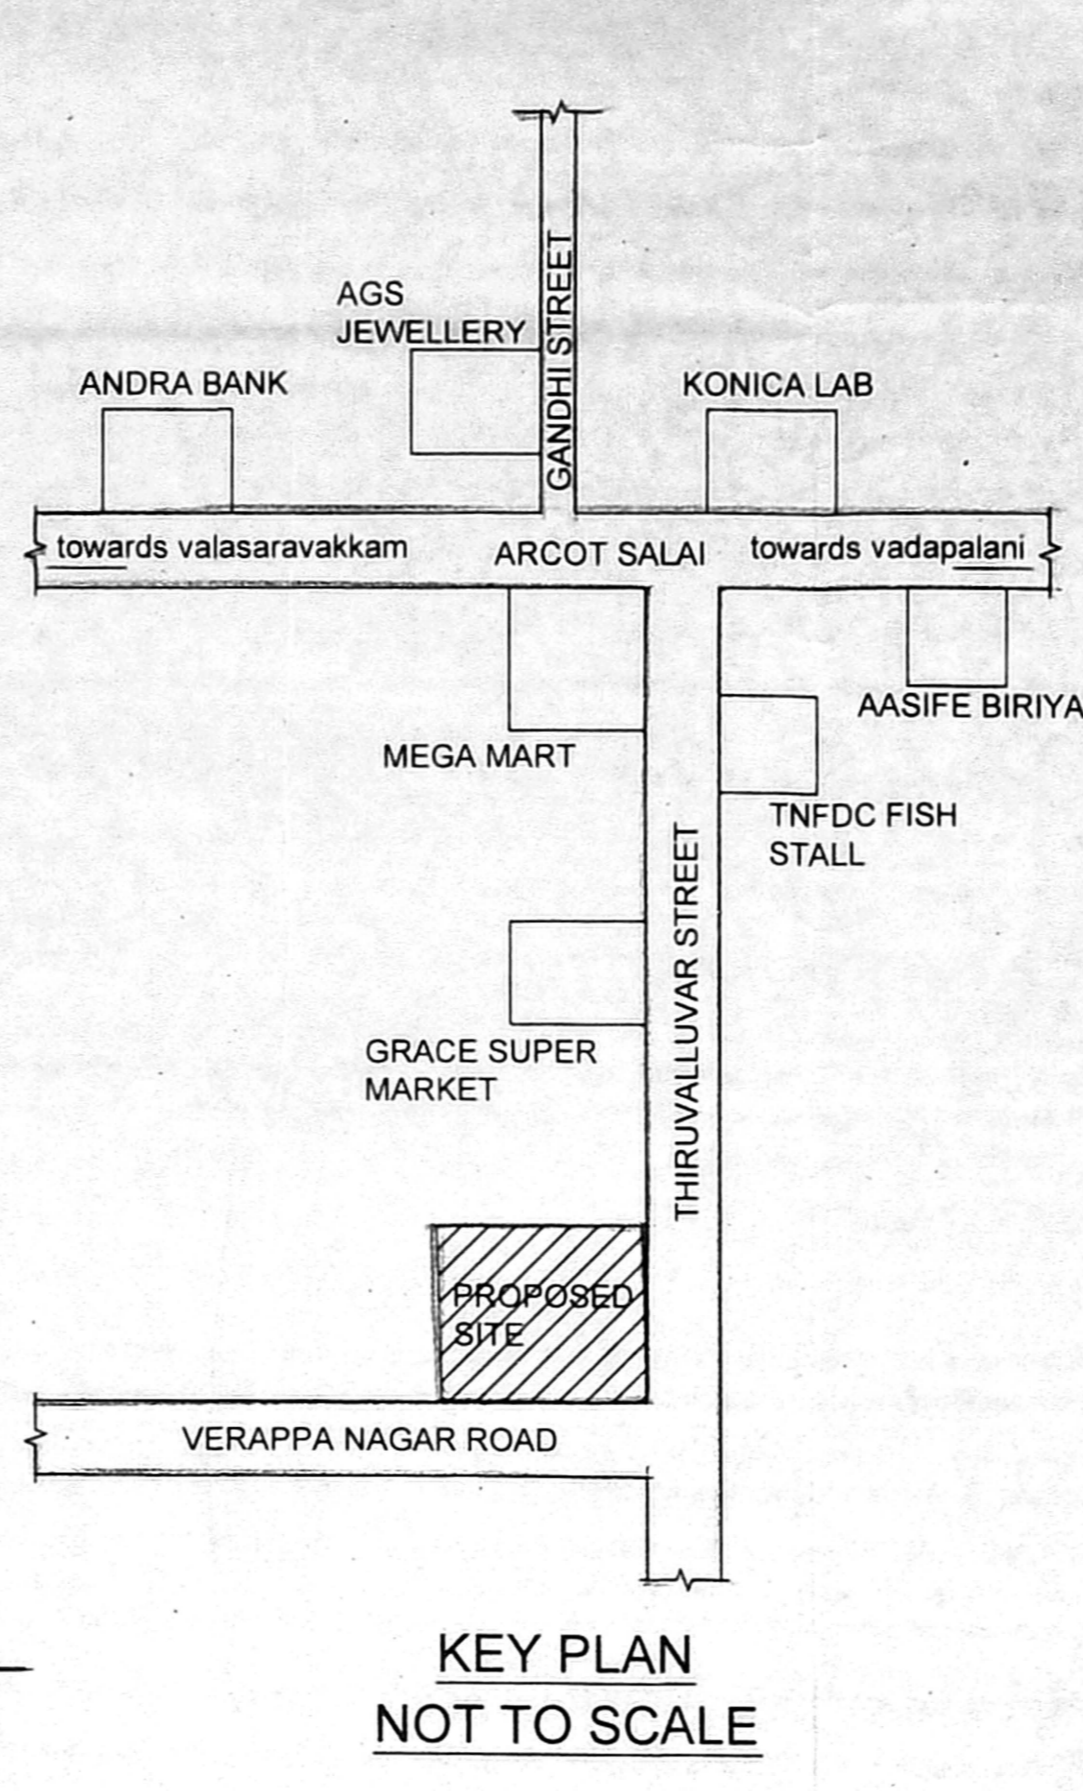 GANDHI STREET
AGS
JEWELLERY
ANDRA BANK
KONICA LAB
towards valasaravakkam
ARCOT SALAI
towards vadapalani
AASIFE BIRIYA
MEGA MART
TNFDC FISH
STALL
THIRUVALLUVAR STREET
GRACE SUPER
MARKET
PROPOSED
SITE
VERAPPA NAGAR ROAD
KEY PLAN
NOT TO SCALE